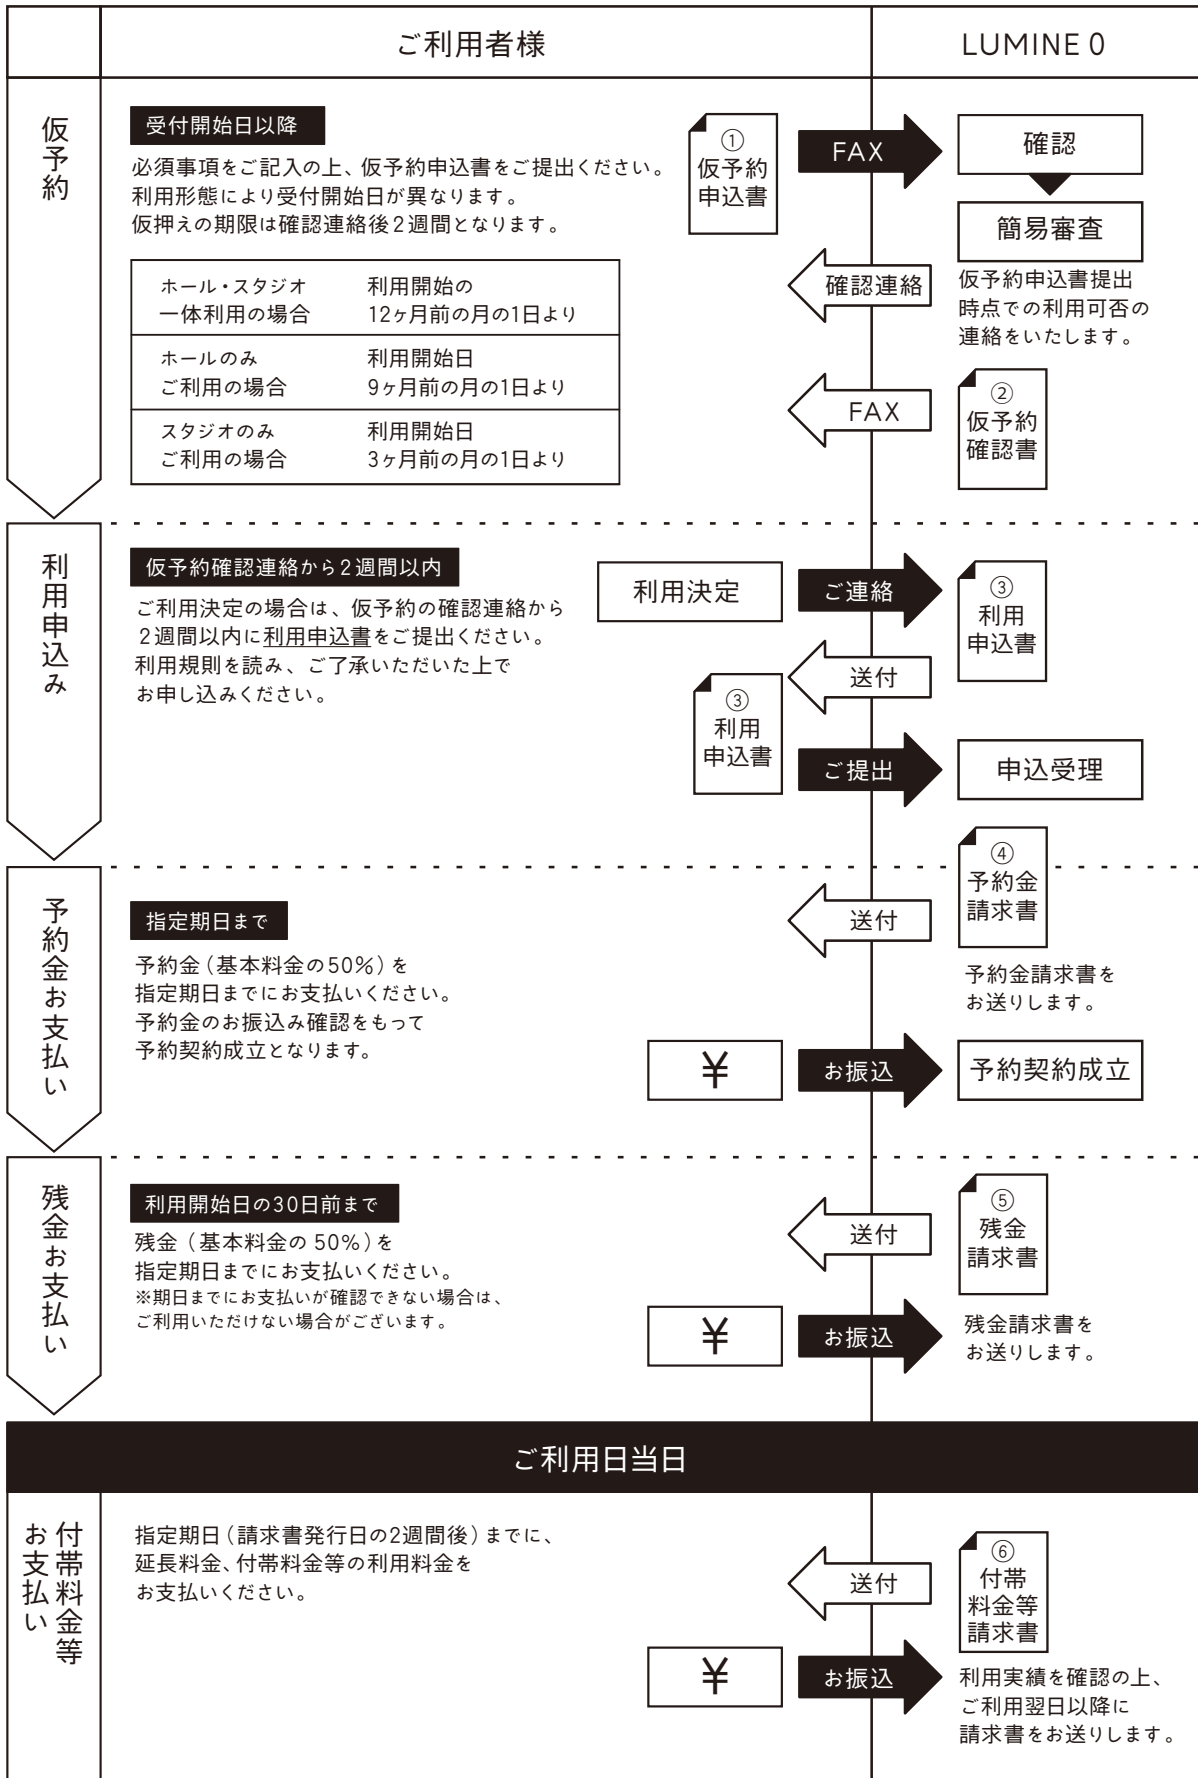 ご利用者様
LUMINE 0
仮予約
受付開始日以降
必須事項をご記入の上、仮予約申込書をご提出ください。
利用形態により受付開始日が異なります。
仮押えの期限は確認連絡後2週間となります。
ホール・スタジオ
一体利用の場合
利用開始の
12ヶ月前の月の1日より
ホールのみ
ご利用の場合
利用開始日
9ヶ月前の月の1日より
スタジオのみ
ご利用の場合
利用開始日
3ヶ月前の月の1日より
①
仮予約
申込書
FAX
確認
簡易審査
確認連絡
仮予約申込書提出
時点での利用可否の
連絡をいたします。
FAX
②
仮予約
確認書
利用申込み
仮予約確認連絡から2週間以内
ご利用決定の場合は、仮予約の確認連絡から
2週間以内に利用申込書をご提出ください。
利用規則を読み、ご了承いただいた上で
お申し込みください。
利用決定
ご連絡
③
利用
申込書
送付
③
利用
申込書
ご提出
申込受理
予約金お支払い
指定期日まで
予約金(基本料金の50%)を
指定期日までにお支払いください。
予約金のお振込み確認をもって
予約契約成立となります。
④
予約金
請求書
送付
予約金請求書を
お送りします。
¥
お振込
予約契約成立
残金お支払い
利用開始日の30日前まで
残金(基本料金の 50%)を
指定期日までにお支払いください。
※期日までにお支払いが確認できない場合は、
ご利用いただけない場合がございます。
送付
⑤
残金
請求書
¥
お振込
残金請求書を
お送りします。
ご利用日当日
付帯料金等
お支払い
指定期日(請求書発行日の2週間後)までに、
延長料金、付帯料金等の利用料金を
お支払いください。
送付
⑥
付帯
料金等
請求書
¥
お振込
利用実績を確認の上、
ご利用翌日以降に
請求書をお送りします。